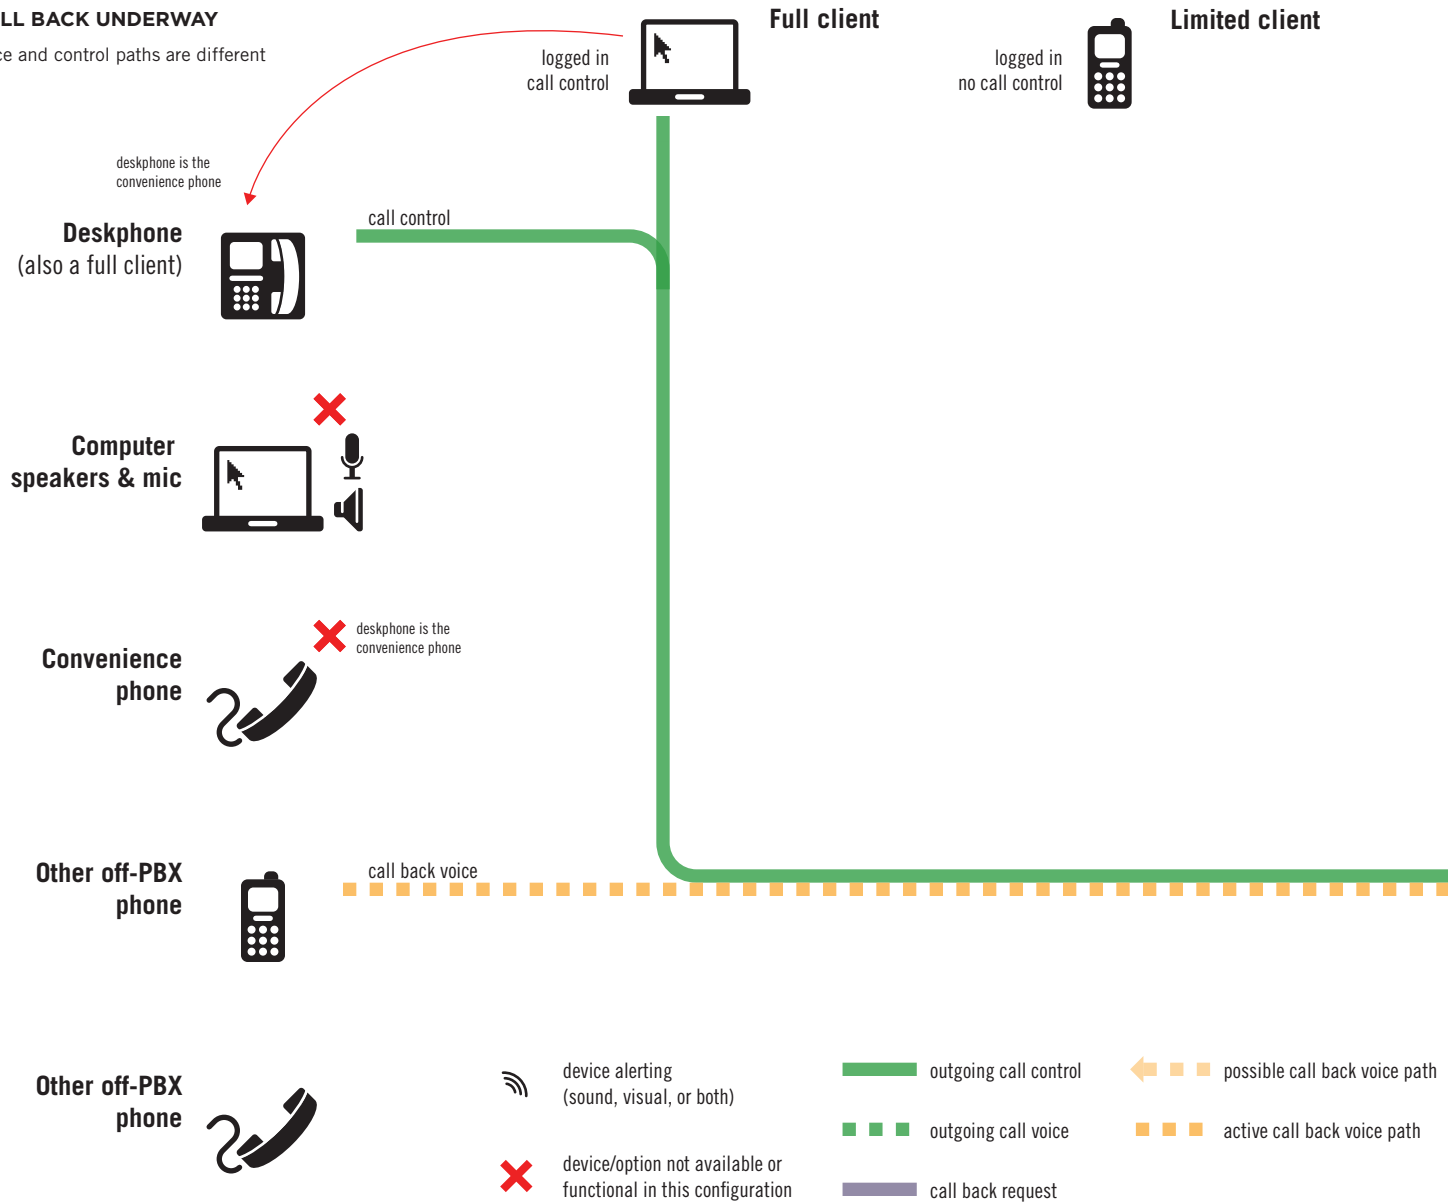 LL BACK UNDERWAY
ce and control paths are different
Full client
Limited client
logged in
call control
logged in
no call control
deskphone is the
convenience phone
Deskphone
(also a full client)
call control
Computer
speakers & mic
Convenience
phone
deskphone is the
convenience phone
Other off-PBX
phone
call back voice
Other off-PBX
phone
device alerting
(sound, visual, or both)
device/option not available or
functional in this configuration
outgoing call control
outgoing call voice
call back request
possible call back voice path
active call back voice path